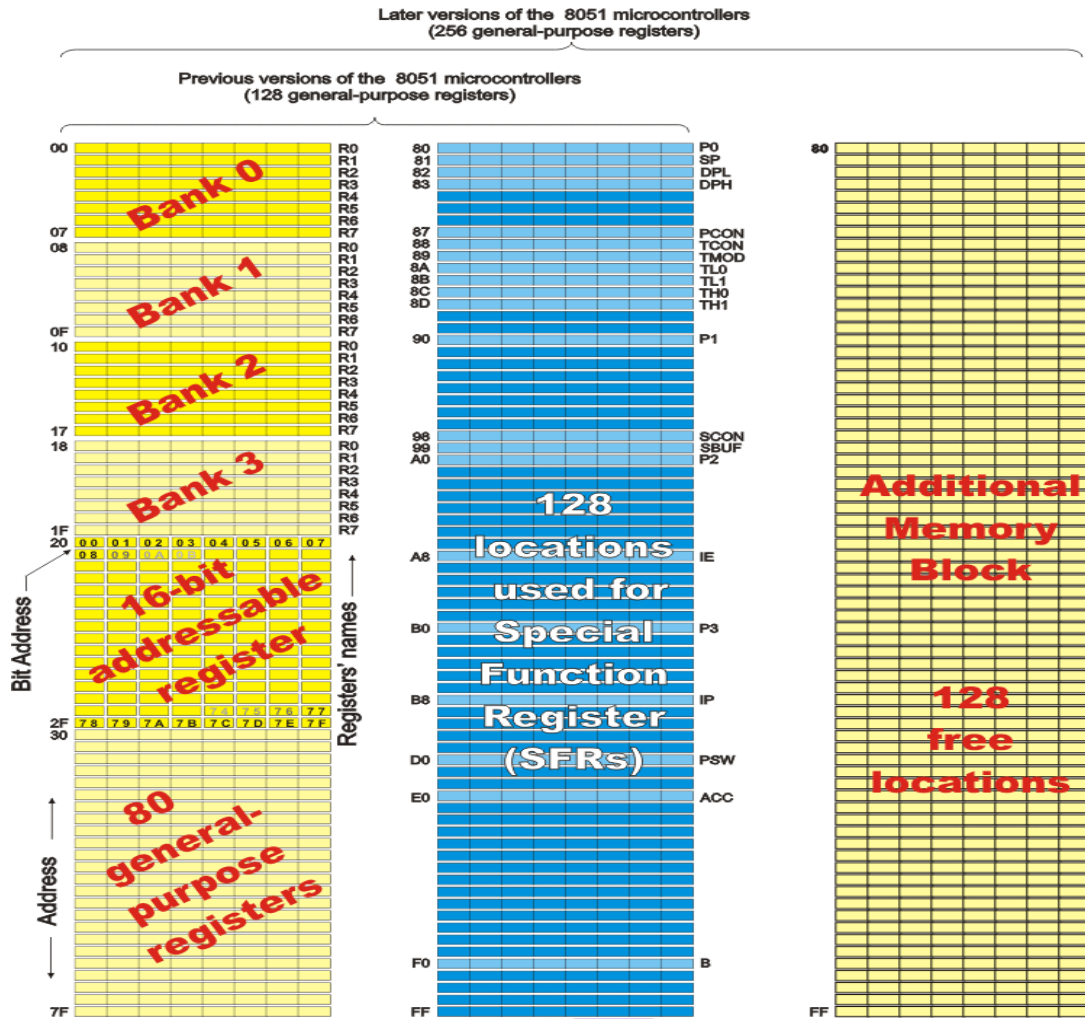 Later versions of the 8051 microcontrollers
(256 general-purpose registers)
Previous versions of the 8051 microcontrollers
(128 general-purpose registers)
00
07
08
0F
10
17
18
1F
20
2F
30
7F
Bank 0
Bank 1
Bank 2
Bank 3
R0
R1
R2
R3
R4
R5
R6
R7
R0
R1
R2
R3
R4
R5
R6
R7
R0
R1
R2
R3
R4
R5
R6
R7
R0
R1
R2
R3
R4
R5
R6
R7
00 01 02 03 04 05 06 07
08 09 0A 0B
16-bit
addressable
register
74 75 76 77
78 79 7A 7B 7C 7D 7E 7F
Bit Address
Registers' names
Address
80
general-
purpose
registers
80 P0
81 SP
82 DPL
83 DPH
87 PCON
88 TCON
89 TMOD
8A TL0
8B TL1
8C TH0
8D TH1
90 P1
98 SCON
99 SBUF
A0 P2
A8 IE
B0 P3
B8 IP
D0 PSW
E0 ACC
F0 B
FF
128
locations
used for
Special
Function
Register
(SFRs)
80
Additional
Memory
Block
128
free
locations
FF